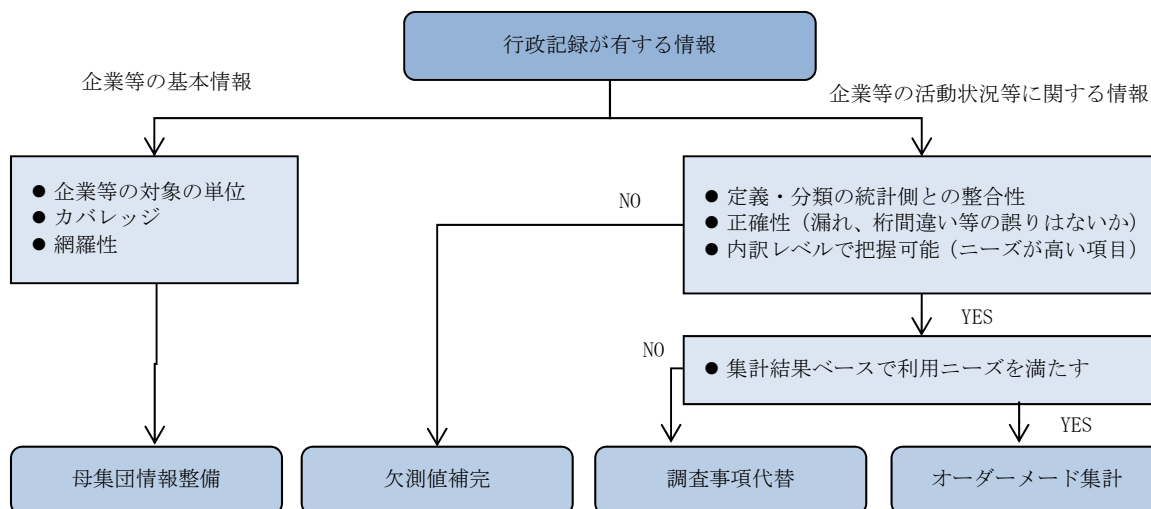 行政記録が有する情報
企業等の基本情報
企業等の活動状況等に関する情報
● 企業等の対象の単位
● カバレッジ
● 網羅性
NO
● 定義・分類の統計側との整合性
● 正確性(漏れ、桁間違い等の誤りはないか)
● 内訳レベルで把握可能(ニーズが高い項目)
YES
NO
● 集計結果ベースで利用ニーズを満たす
YES
母集団情報整備
欠測値補完
調査事項代替
オーダーメード集計